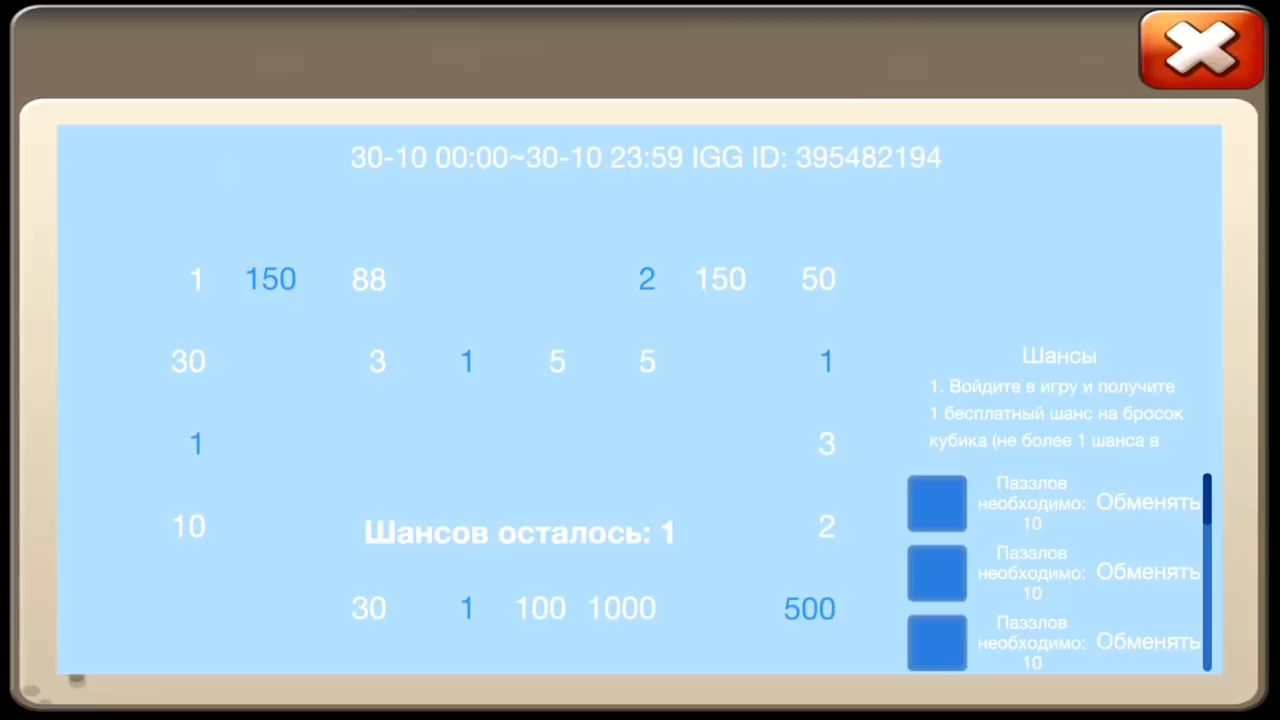 30-10 00:00~30-10 23:59 IGG ID: 395482194
1 150 88 2 150 50
30 3 1 5 5 1
1 3
10 2
Шансов осталось: 1
30 1 100 1000 500
Шансы
1. Войдите в игру и получите
1 бесплатный шанс на бросок
кубика (не более 1 шанса в
Паззлов
необходимо:
10
Обменять
Паззлов
необходимо:
10
Обменять
Паззлов
необходимо:
10
Обменять